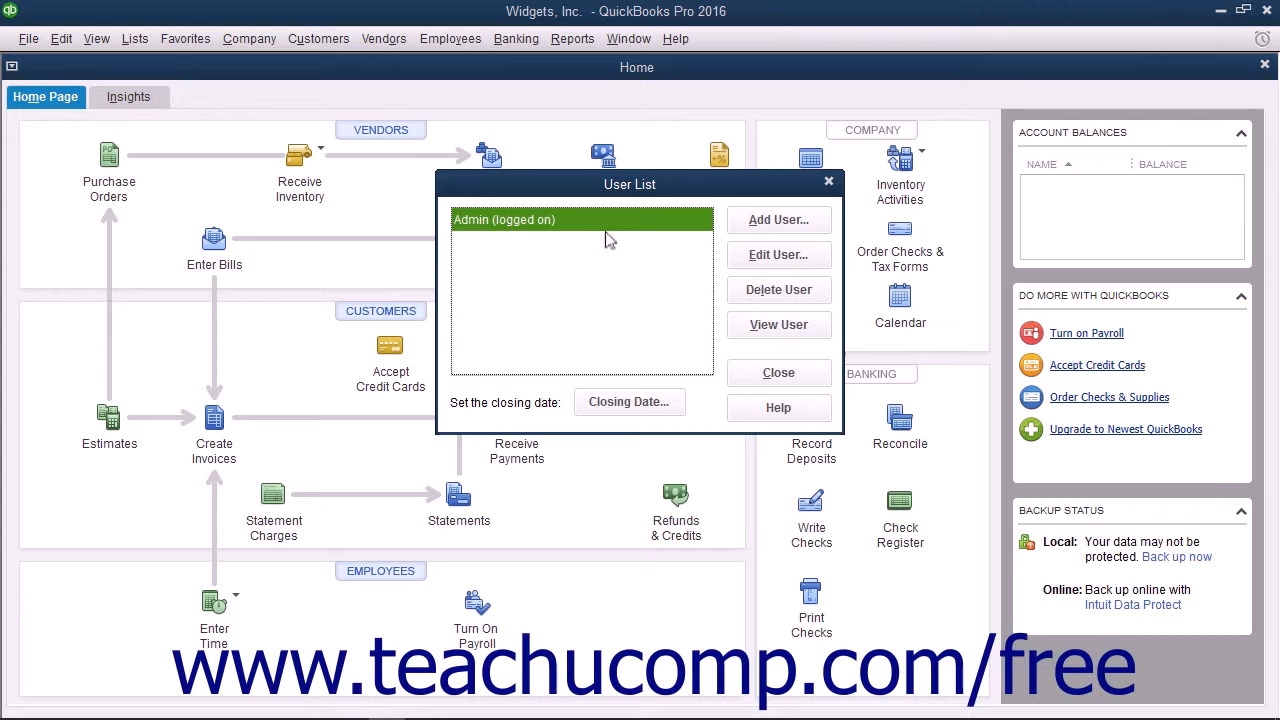 qb
Widgets, Inc. - QuickBooks Pro 2016
File Edit View Lists Favorites Company Customers Vendors Employees Banking Reports Window Help
Home
Home Page
Insights
VENDORS
Purchase
Orders
Receive
Inventory
Enter Bills
CUSTOMERS
Accept
Credit Cards
Estimates
Create
Invoices
Receive
Payments
Statement
Charges
Statements
Refunds
& Credits
EMPLOYEES
Enter
Time
Turn On
Payroll
User List
Admin (logged on)
Add User...
Edit User...
Delete User
View User
Close
Help
Set the closing date:
Closing Date...
COMPANY
Inventory
Activities
Order Checks &
Tax Forms
Calendar
BANKING
Record
Deposits
Reconcile
Write
Checks
Check
Register
Print
Checks
ACCOUNT BALANCES
NAME
BALANCE
DO MORE WITH QUICKBOOKS
Turn on Payroll
Accept Credit Cards
Order Checks & Supplies
Upgrade to Newest QuickBooks
BACKUP STATUS
Local: Your data may not be
protected. Back up now
Online: Back up online with
Intuit Data Protect
www.teachucomp.com/free